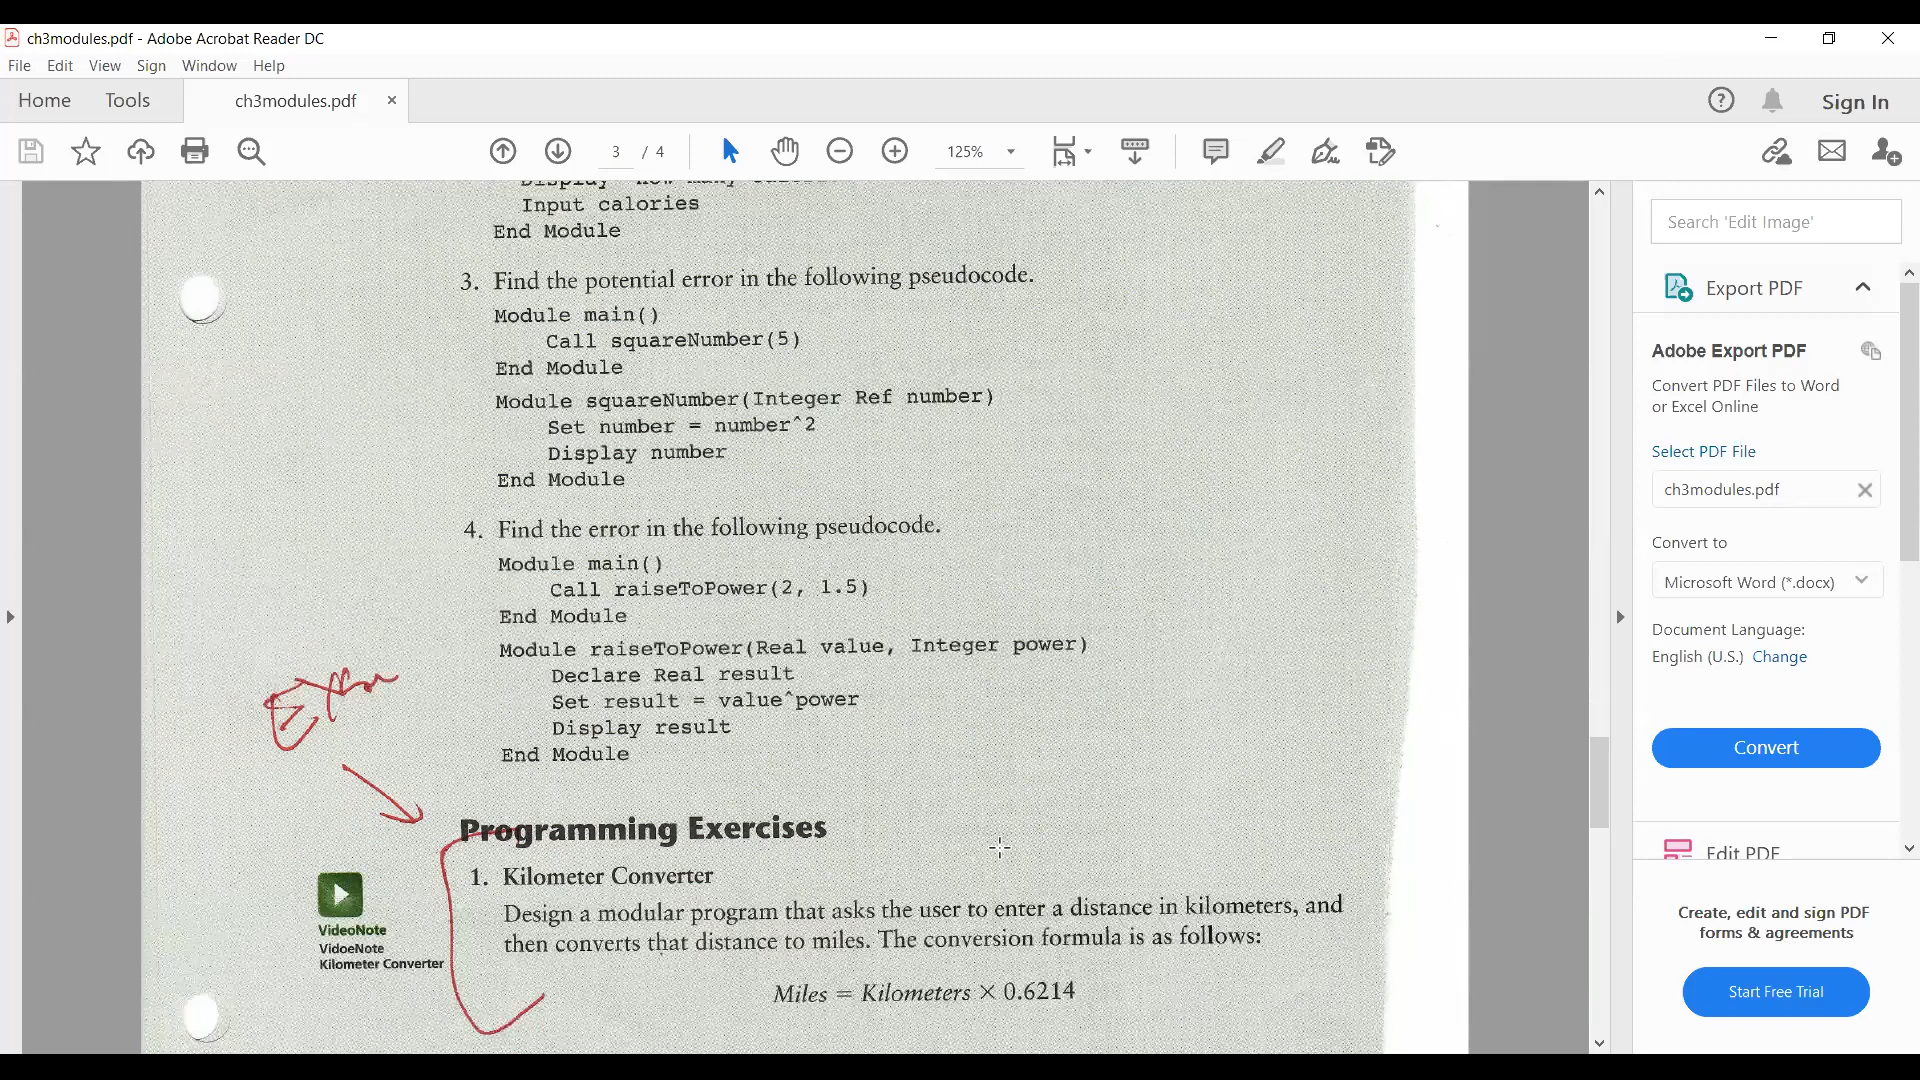 ch3modules.pdf - Adobe Acrobat Reader DC
File Edit View Sign Window Help
Home Tools ch3modules.pdf Sign In
3 / 4 125%
Input calories
End Module
3. Find the potential error in the following pseudocode.
Module main()
Call squareNumber(5)
End Module
Module squareNumber(Integer Ref number)
Set number = number^2
Display number
End Module
4. Find the error in the following pseudocode.
Module main()
Call raiseToPower(2, 1.5)
End Module
Module raiseToPower(Real value, Integer power)
Declare Real result
Set result = value^power
Display result
End Module
Programming Exercises
1. Kilometer Converter
Design a modular program that asks the user to enter a distance in kilometers, and
then converts that distance to miles. The conversion formula is as follows:
Miles = Kilometers × 0.6214
VideoNote
VidoeNote
Kilometer Converter
Search 'Edit Image'
Export PDF
Adobe Export PDF
Convert PDF Files to Word
or Excel Online
Select PDF File
ch3modules.pdf
Convert to
Microsoft Word (*.docx)
Document Language:
English (U.S.) Change
Convert
Edit PDF
Create, edit and sign PDF
forms & agreements
Start Free Trial